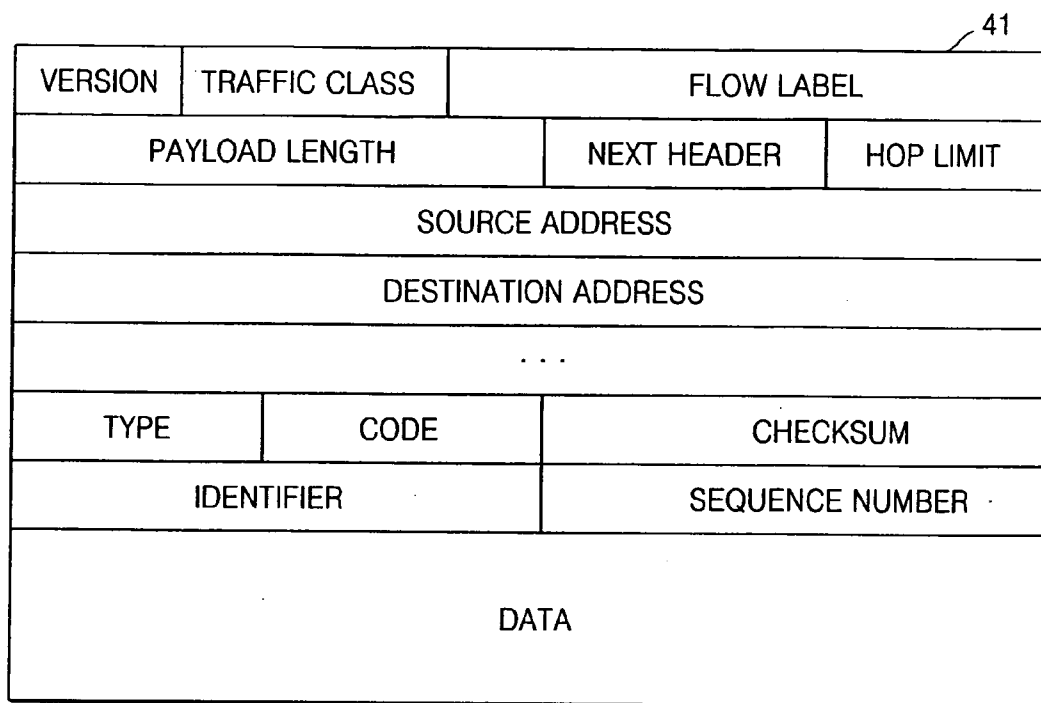 41
VERSION TRAFFIC CLASS FLOW LABEL
PAYLOAD LENGTH NEXT HEADER HOP LIMIT
SOURCE ADDRESS
DESTINATION ADDRESS
. . .
TYPE CODE CHECKSUM
IDENTIFIER SEQUENCE NUMBER
DATA